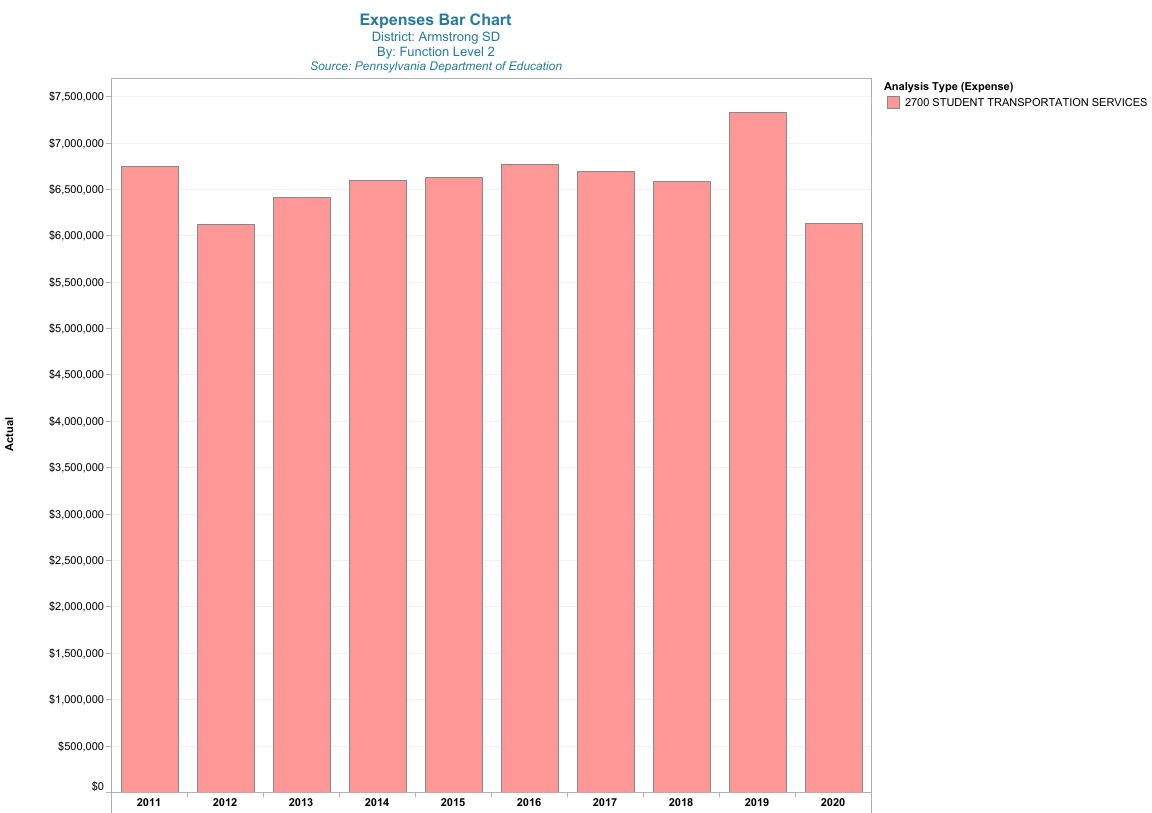 Expenses Bar Chart
District: Armstrong SD
By: Function Level 2
Source: Pennsylvania Department of Education
Analysis Type (Expense)
2700 STUDENT TRANSPORTATION SERVICES
Actual
$7,500,000
$7,000,000
$6,500,000
$6,000,000
$5,500,000
$5,000,000
$4,500,000
$4,000,000
$3,500,000
$3,000,000
$2,500,000
$2,000,000
$1,500,000
$1,000,000
$500,000
$0
2011 2012 2013 2014 2015 2016 2017 2018 2019 2020